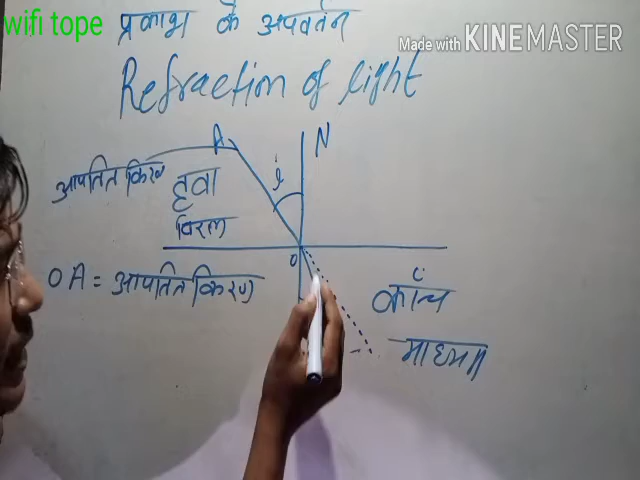 wifi tope
प्रकाश के अपवर्तन
Made with KINEMASTER
Refraction of light
A
N
i
आपतित किरण
हवा
विरल
O
OA = आपतित किरण
काँच
माध्यम